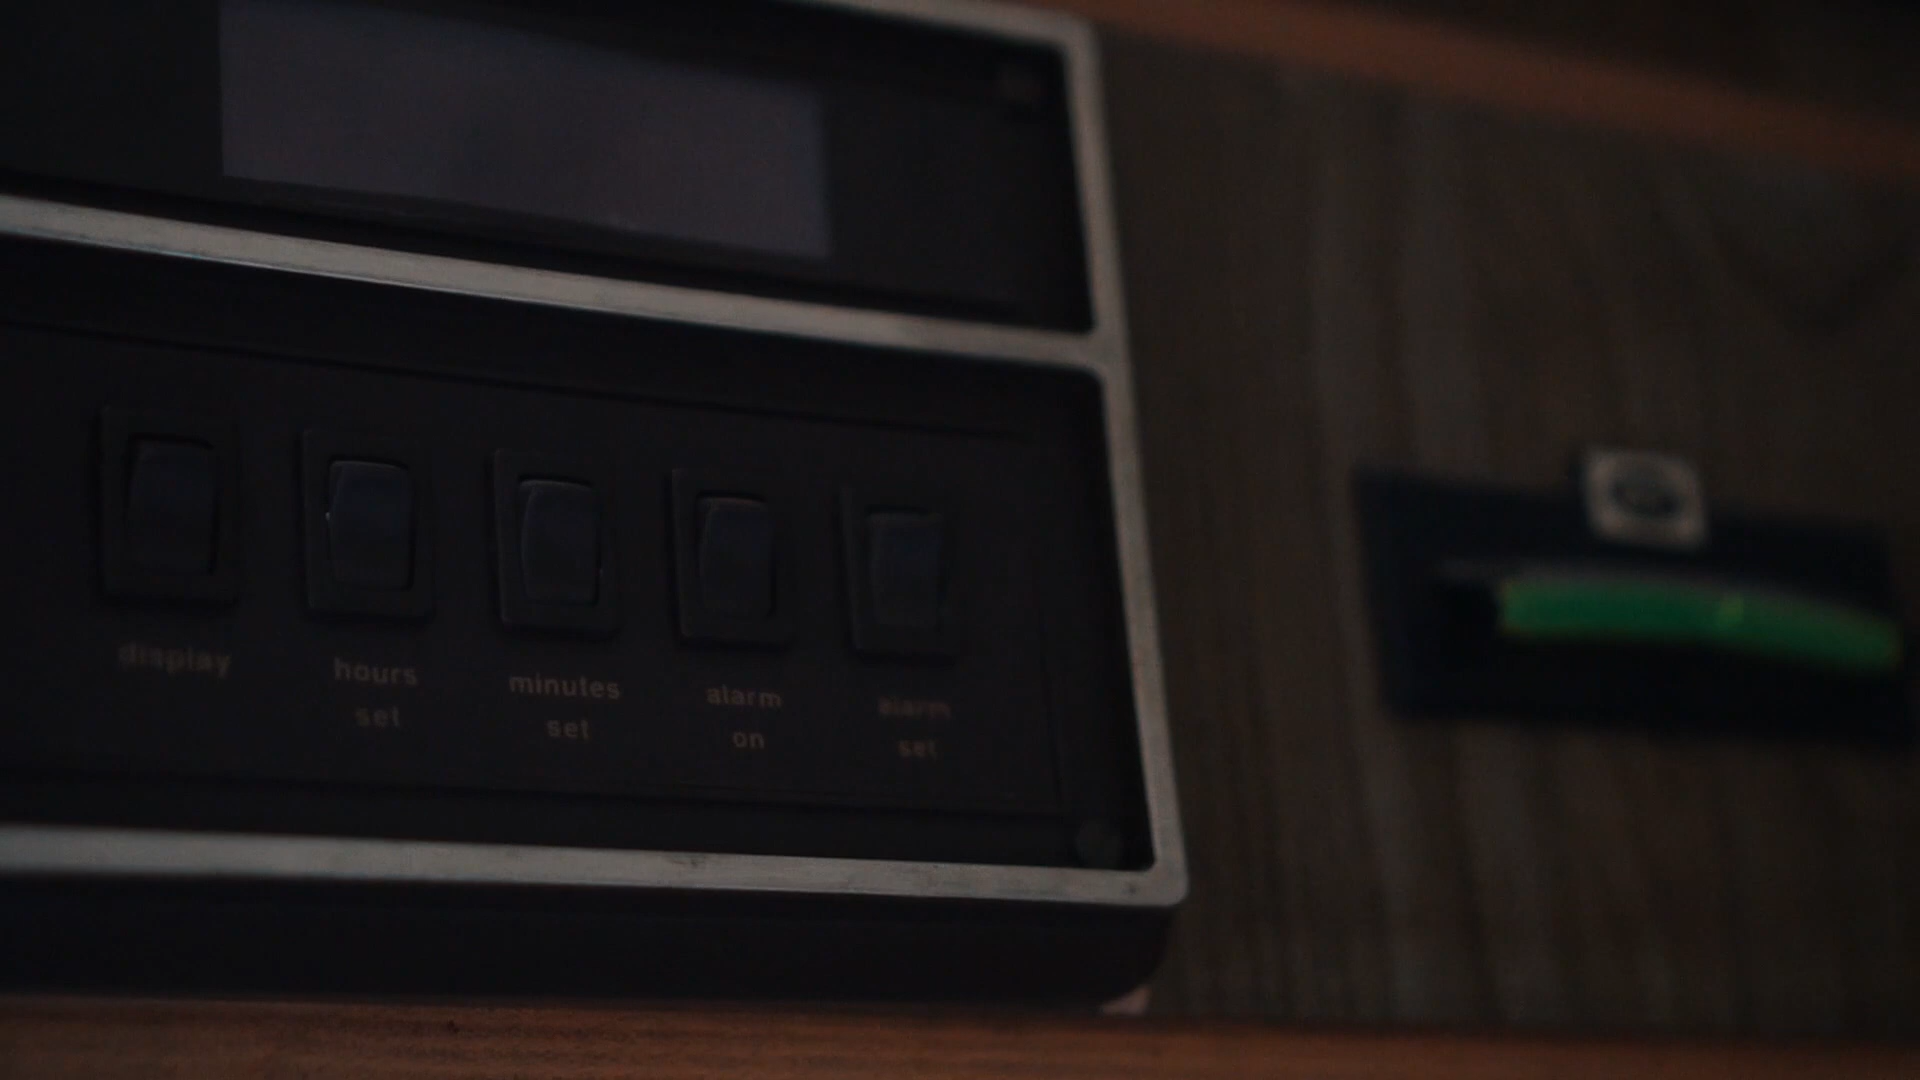 display
hours
set
minutes
set
alarm
on
alarm
set